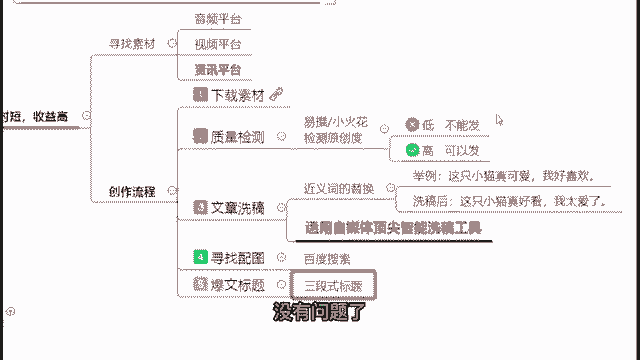 音频平台
寻找素材
视频平台
资讯平台
时短，收益高
下载素材
质量检测
易撰/小火花
检测原创度
低 不能发
高 可以发
创作流程
文章洗稿
近义词的替换
举例：这只小猫真可爱，我好喜欢。
洗稿后：这只小猫真好看，我太爱了。
送用自媒体顶尖智能洗稿工具
4 寻找配图
百度搜索
爆文标题
三段式标题
没有问题了